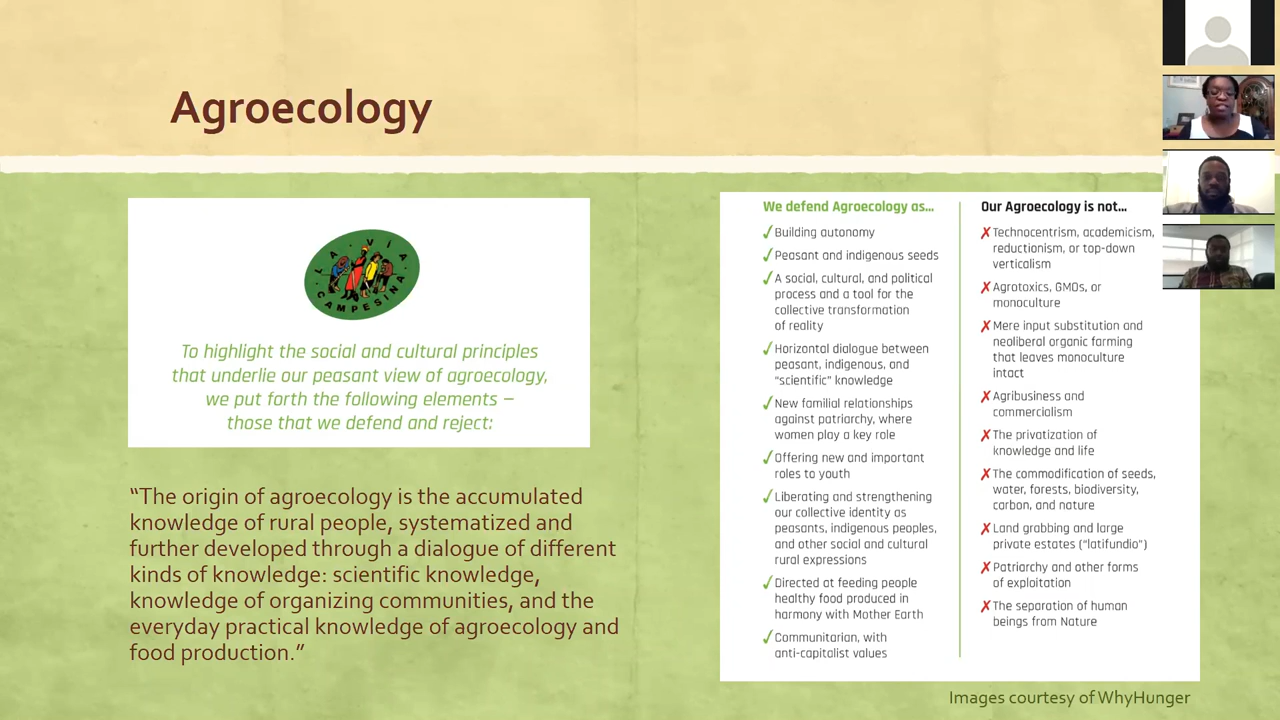 Agroecology
LA VÍA
CAMPESINA
To highlight the social and cultural principles
that underlie our peasant view of agroecology,
we put forth the following elements –
those that we defend and reject:
“The origin of agroecology is the accumulated
knowledge of rural people, systematized and
further developed through a dialogue of different
kinds of knowledge: scientific knowledge,
knowledge of organizing communities, and the
everyday practical knowledge of agroecology and
food production.”
We defend Agroecology as...
✓Building autonomy
✓Peasant and indigenous seeds
✓A social, cultural, and political
process and a tool for the
collective transformation
of reality
✓Horizontal dialogue between
peasant, indigenous, and
“scientific” knowledge
✓New familial relationships
against patriarchy, where
women play a key role
✓Offering new and important
roles to youth
✓Liberating and strengthening
our collective identity as
peasants, indigenous peoples,
and other social and cultural
rural expressions
✓Directed at feeding people
healthy food produced in
harmony with Mother Earth
✓Communitarian, with
anti-capitalist values
Our Agroecology is not...
✗Technocentrism, academicism,
reductionism, or top-down
verticalism
✗Agrotoxics, GMOs, or
monoculture
✗Mere input substitution and
neoliberal organic farming
that leaves monoculture
intact
✗Agribusiness and
commercialism
✗The privatization of
knowledge and life
✗The commodification of seeds,
water, forests, biodiversity,
carbon, and nature
✗Land grabbing and large
private estates (“latifundio”)
✗Patriarchy and other forms
of exploitation
✗The separation of human
beings from Nature
Images courtesy of WhyHunger